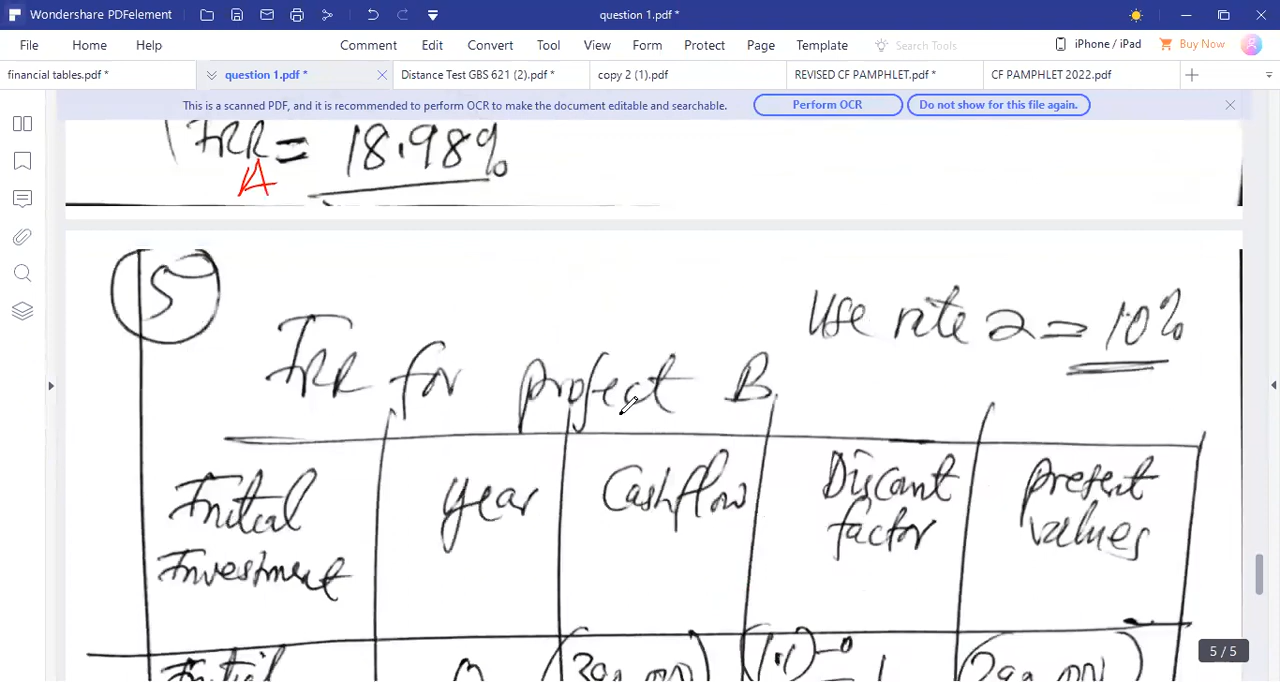 Wondershare PDFelement
question 1.pdf *
File Home Help Comment Edit Convert Tool View Form Protect Page Template Search Tools iPhone / iPad Buy Now
financial tables.pdf * question 1.pdf * Distance Test GBS 621 (2).pdf * copy 2 (1).pdf REVISED CF PAMPHLET.pdf * CF PAMPHLET 2022.pdf
This is a scanned PDF, and it is recommended to perform OCR to make the document editable and searchable. Perform OCR Do not show for this file again.
IRR = 18.98%
A
5
Use rate 2 = 10%
IRR for project B
Initial Investment year Cashflow Discant factor present values
Initial 0
5 / 5